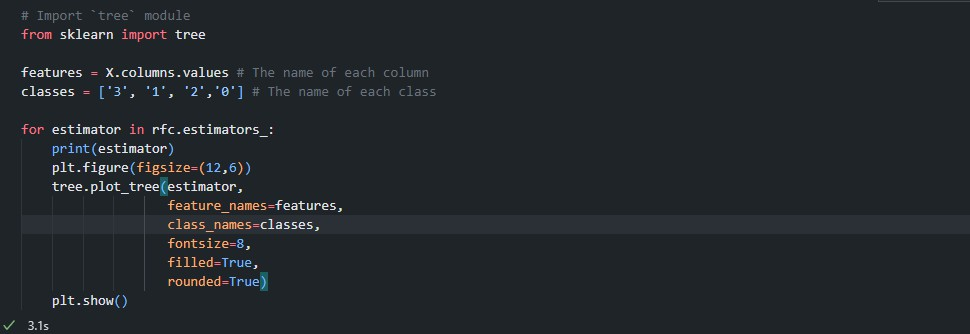 # Import `tree` module
from sklearn import tree
features = X.columns.values # The name of each column
classes = ['3', '1', '2','0'] # The name of each class
for estimator in rfc.estimators_:
    print(estimator)
    plt.figure(figsize=(12,6))
    tree.plot_tree(estimator,
                   feature_names=features,
                   class_names=classes,
                   fontsize=8,
                   filled=True,
                   rounded=True)
    plt.show()
3.1s